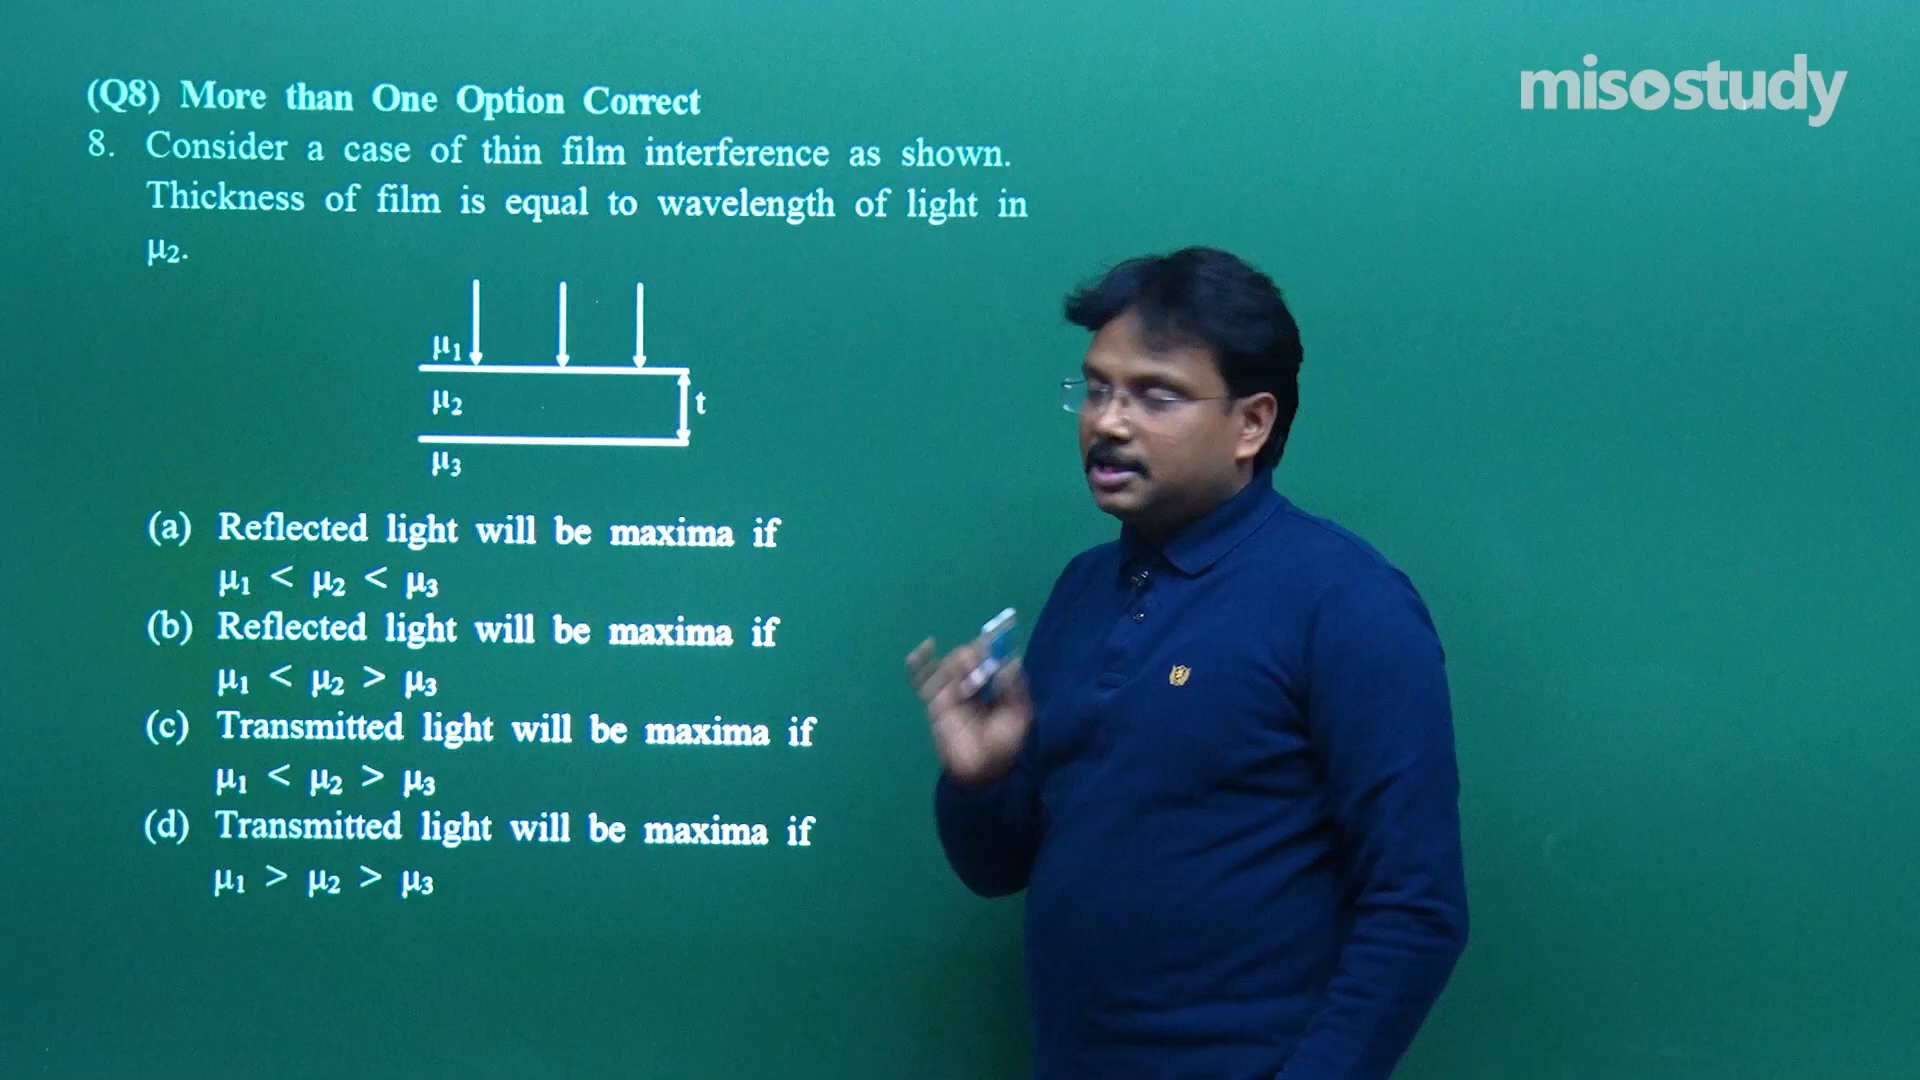 misostudy
(Q8) More than One Option Correct
8. Consider a case of thin film interference as shown.
Thickness of film is equal to wavelength of light in
μ₂.
μ₁
μ₂
t
μ₃
(a) Reflected light will be maxima if
μ₁ < μ₂ < μ₃
(b) Reflected light will be maxima if
μ₁ < μ₂ > μ₃
(c) Transmitted light will be maxima if
μ₁ < μ₂ > μ₃
(d) Transmitted light will be maxima if
μ₁ > μ₂ > μ₃